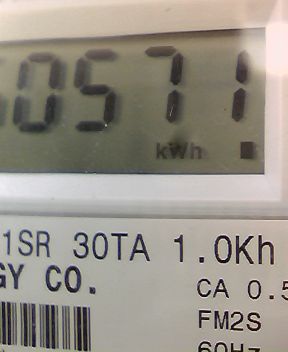 0571
kWh
1SR 30TA 1.0Kh
GY CO.
CA 0.5
FM2S
60Hz